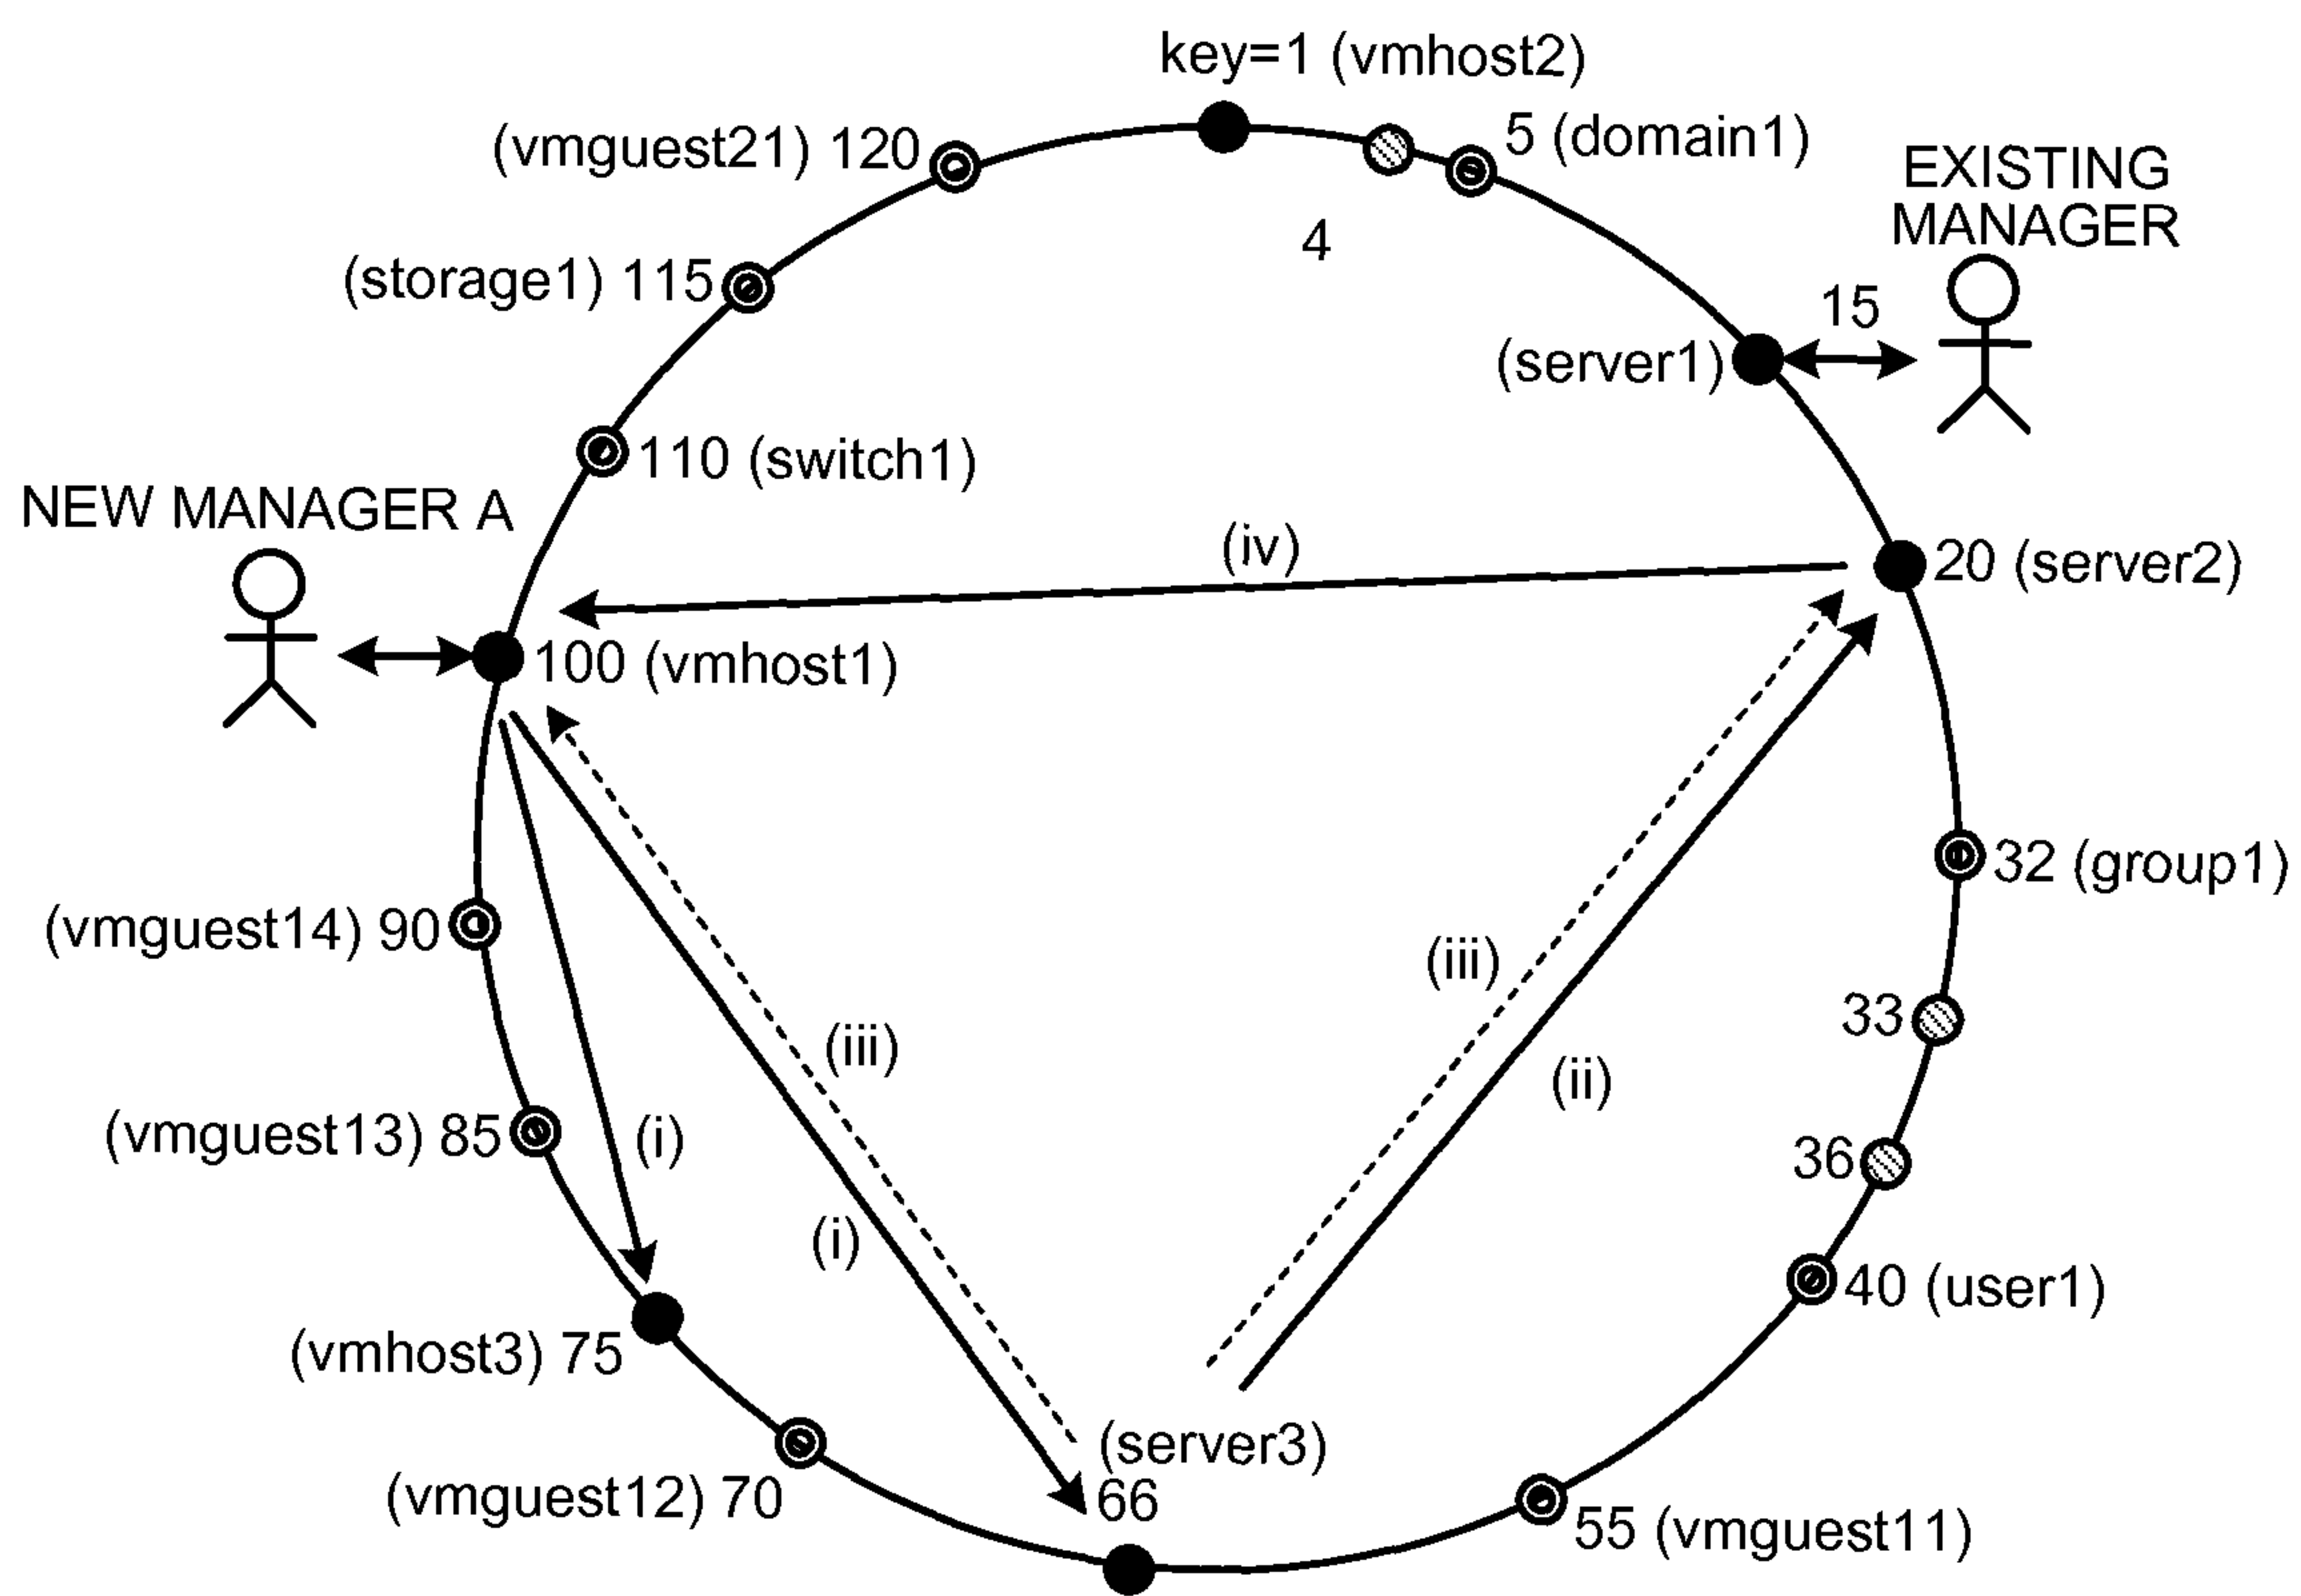 key=1 (vmhost2)
(vmguest21) 120
5 (domain1)
EXISTING
MANAGER
4
(storage1) 115
15
(server1)
110 (switch1)
NEW MANAGER A
(iv)
20 (server2)
100 (vmhost1)
32 (group1)
(vmguest14) 90
(iii)
33
(iii)
(ii)
(vmguest13) 85
(i)
36
(i)
40 (user1)
(vmhost3) 75
(server3)
(vmguest12) 70
66
55 (vmguest11)